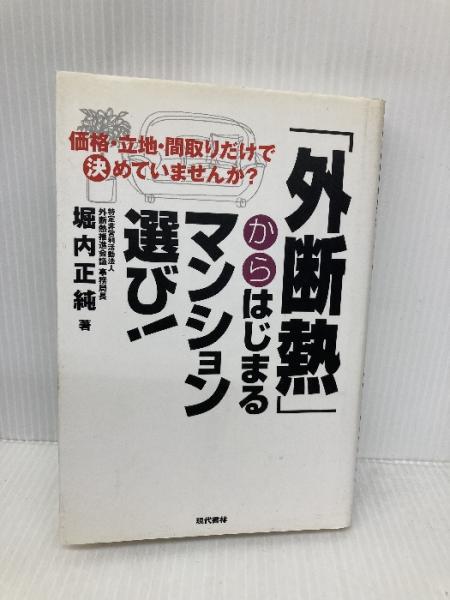 価格・立地・間取りだけで
決めていませんか?
「外断熱」
からはじまる
マンション
選び!
特定非営利活動法人
外断熱推進会議 事務局長
堀内正純 著
現代書林